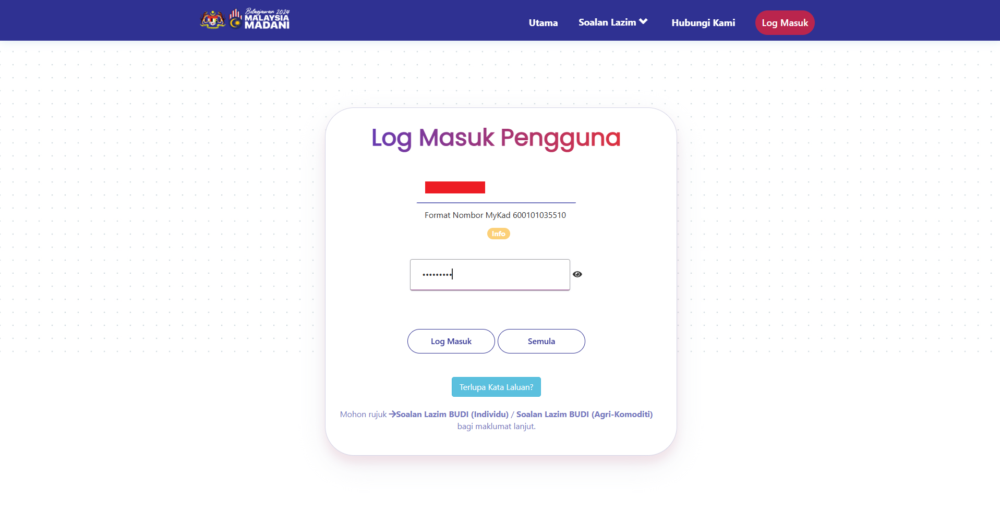 Belanjawan 2024
MALAYSIA
MADANI
Utama
Soalan Lazim
Hubungi Kami
Log Masuk
Log Masuk Pengguna
Format Nombor MyKad 600101035510
Info
•••••••••
Log Masuk
Semula
Terlupa Kata Laluan?
Mohon rujuk →Soalan Lazim BUDI (Individu) / Soalan Lazim BUDI (Agri-Komoditi)
bagi maklumat lanjut.